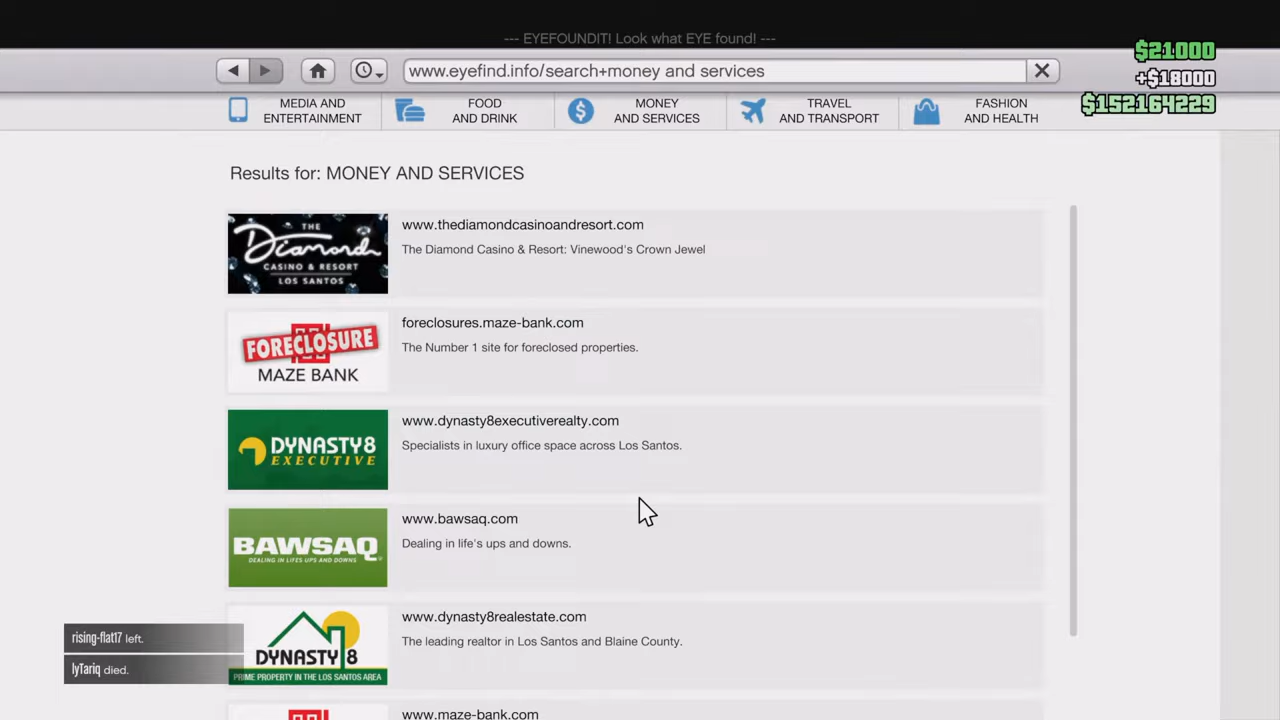 --- EYEFOUNDIT! Look what EYE found! ---
$21000
+$18000
$152164229
www.eyefind.info/search+money and services
MEDIA AND
ENTERTAINMENT
FOOD
AND DRINK
MONEY
AND SERVICES
TRAVEL
AND TRANSPORT
FASHION
AND HEALTH
Results for: MONEY AND SERVICES
THE
Diamond
CASINO & RESORT
LOS SANTOS
www.thediamondcasinoandresort.com
The Diamond Casino & Resort: Vinewood's Crown Jewel
FORECLOSURE
MAZE BANK
foreclosures.maze-bank.com
The Number 1 site for foreclosed properties.
DYNASTY8
EXECUTIVE
www.dynasty8executiverealty.com
Specialists in luxury office space across Los Santos.
BAWSAQ
DEALING IN LIFE'S UPS AND DOWNS
www.bawsaq.com
Dealing in life's ups and downs.
DYNASTY 8
PRIME PROPERTY IN THE LOS SANTOS AREA
www.dynasty8realestate.com
The leading realtor in Los Santos and Blaine County.
www.maze-bank.com
rising-flat17 left.
lyTariq died.